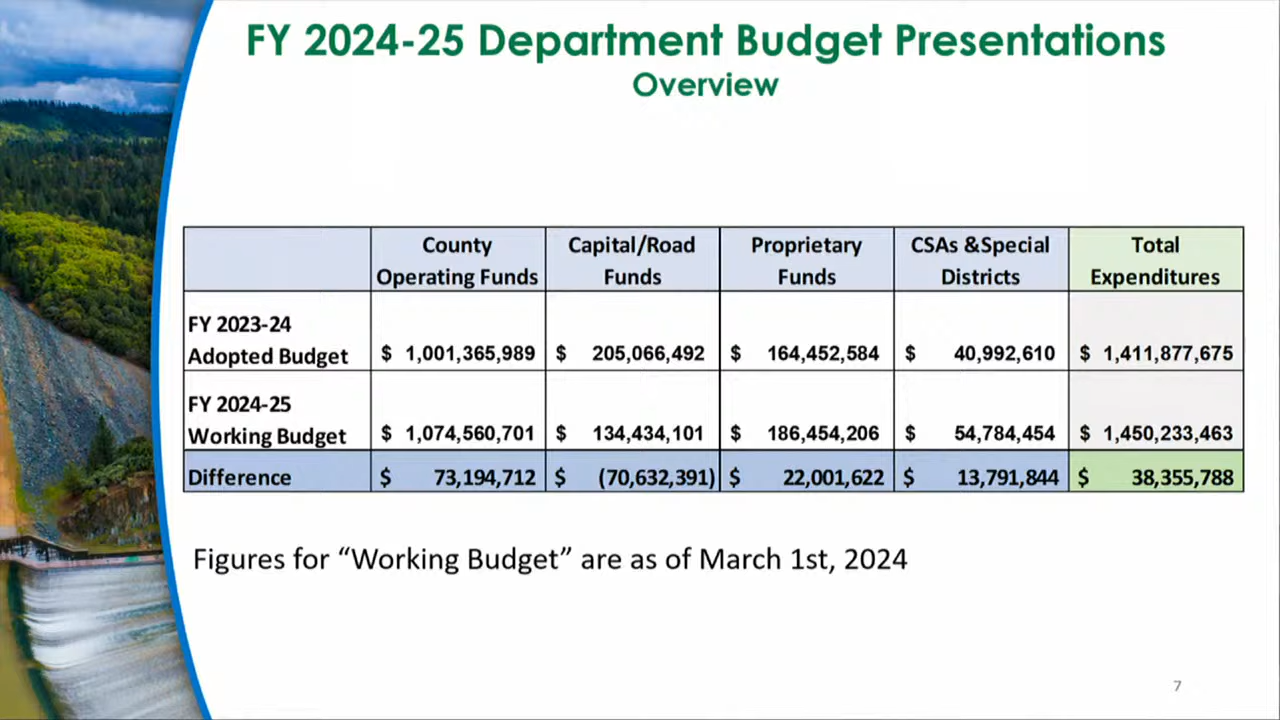 FY 2024-25 Department Budget Presentations
Overview
County Operating Funds
Capital/Road Funds
Proprietary Funds
CSAs &Special Districts
Total Expenditures
FY 2023-24 Adopted Budget $ 1,001,365,989 $ 205,066,492 $ 164,452,584 $ 40,992,610 $ 1,411,877,675
FY 2024-25 Working Budget $ 1,074,560,701 $ 134,434,101 $ 186,454,206 $ 54,784,454 $ 1,450,233,463
Difference $ 73,194,712 $ (70,632,391) $ 22,001,622 $ 13,791,844 $ 38,355,788
Figures for “Working Budget” are as of March 1st, 2024
7